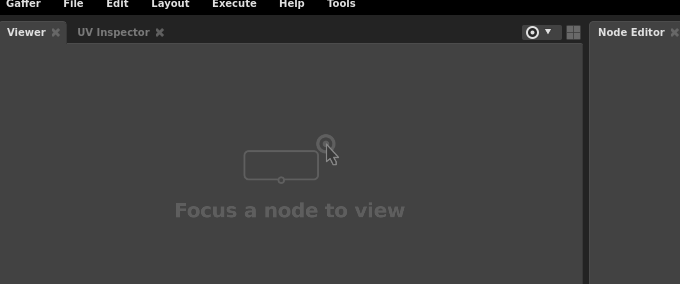 Gaffer File Edit Layout Execute Help Tools
Viewer UV Inspector Node Editor
Focus a node to view